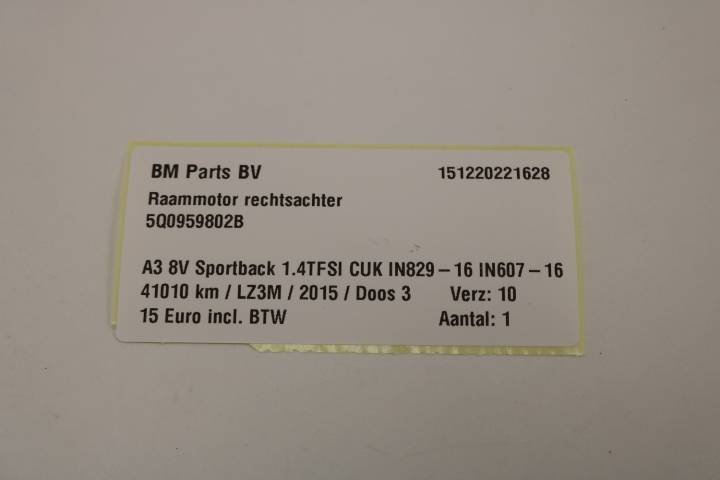 BM Parts BV 151220221628
Raammotor rechtsachter
5Q0959802B
A3 8V Sportback 1.4TFSI CUK IN829 – 16 IN607 – 16
41010 km / LZ3M / 2015 / Doos 3 Verz: 10
15 Euro incl. BTW Aantal: 1